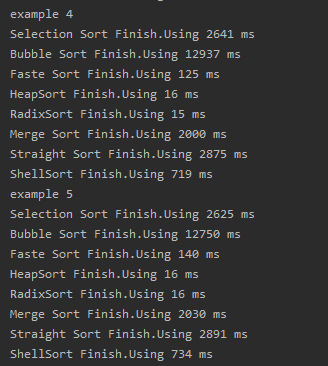 example 4
Selection Sort Finish.Using 2641 ms
Bubble Sort Finish.Using 12937 ms
Faste Sort Finish.Using 125 ms
HeapSort Finish.Using 16 ms
RadixSort Finish.Using 15 ms
Merge Sort Finish.Using 2000 ms
Straight Sort Finish.Using 2875 ms
ShellSort Finish.Using 719 ms
example 5
Selection Sort Finish.Using 2625 ms
Bubble Sort Finish.Using 12750 ms
Faste Sort Finish.Using 140 ms
HeapSort Finish.Using 16 ms
RadixSort Finish.Using 16 ms
Merge Sort Finish.Using 2030 ms
Straight Sort Finish.Using 2891 ms
ShellSort Finish.Using 734 ms